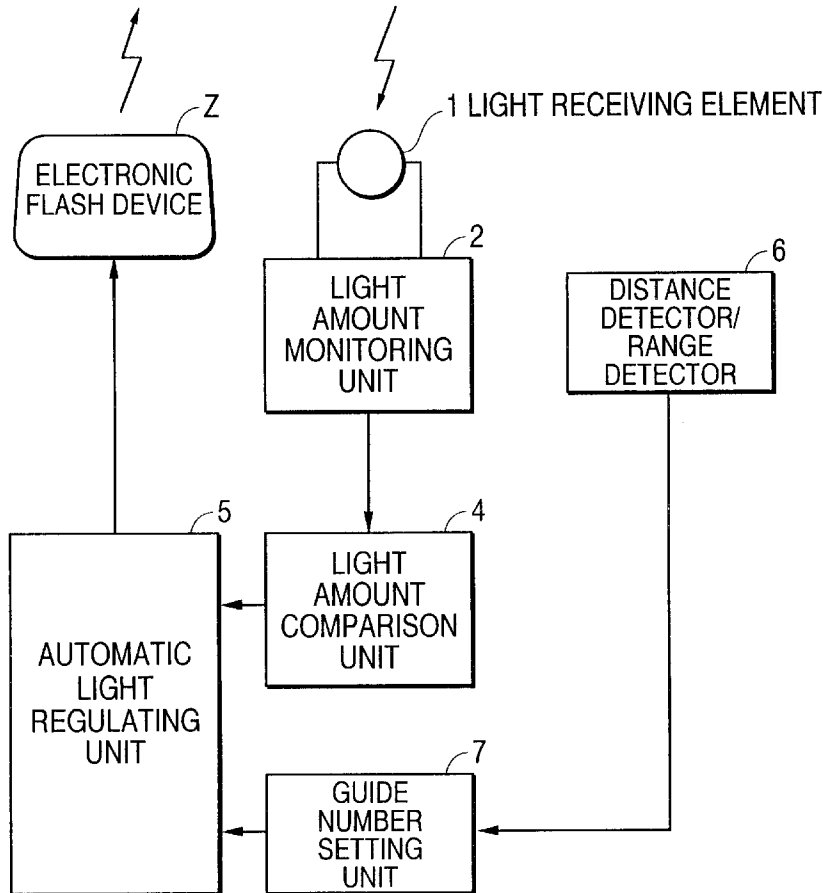 Z
ELECTRONIC
FLASH DEVICE
1 LIGHT RECEIVING ELEMENT
2
LIGHT
AMOUNT
MONITORING
UNIT
6
DISTANCE
DETECTOR/
RANGE
DETECTOR
5
AUTOMATIC
LIGHT
REGULATING
UNIT
4
LIGHT
AMOUNT
COMPARISON
UNIT
7
GUIDE
NUMBER
SETTING
UNIT